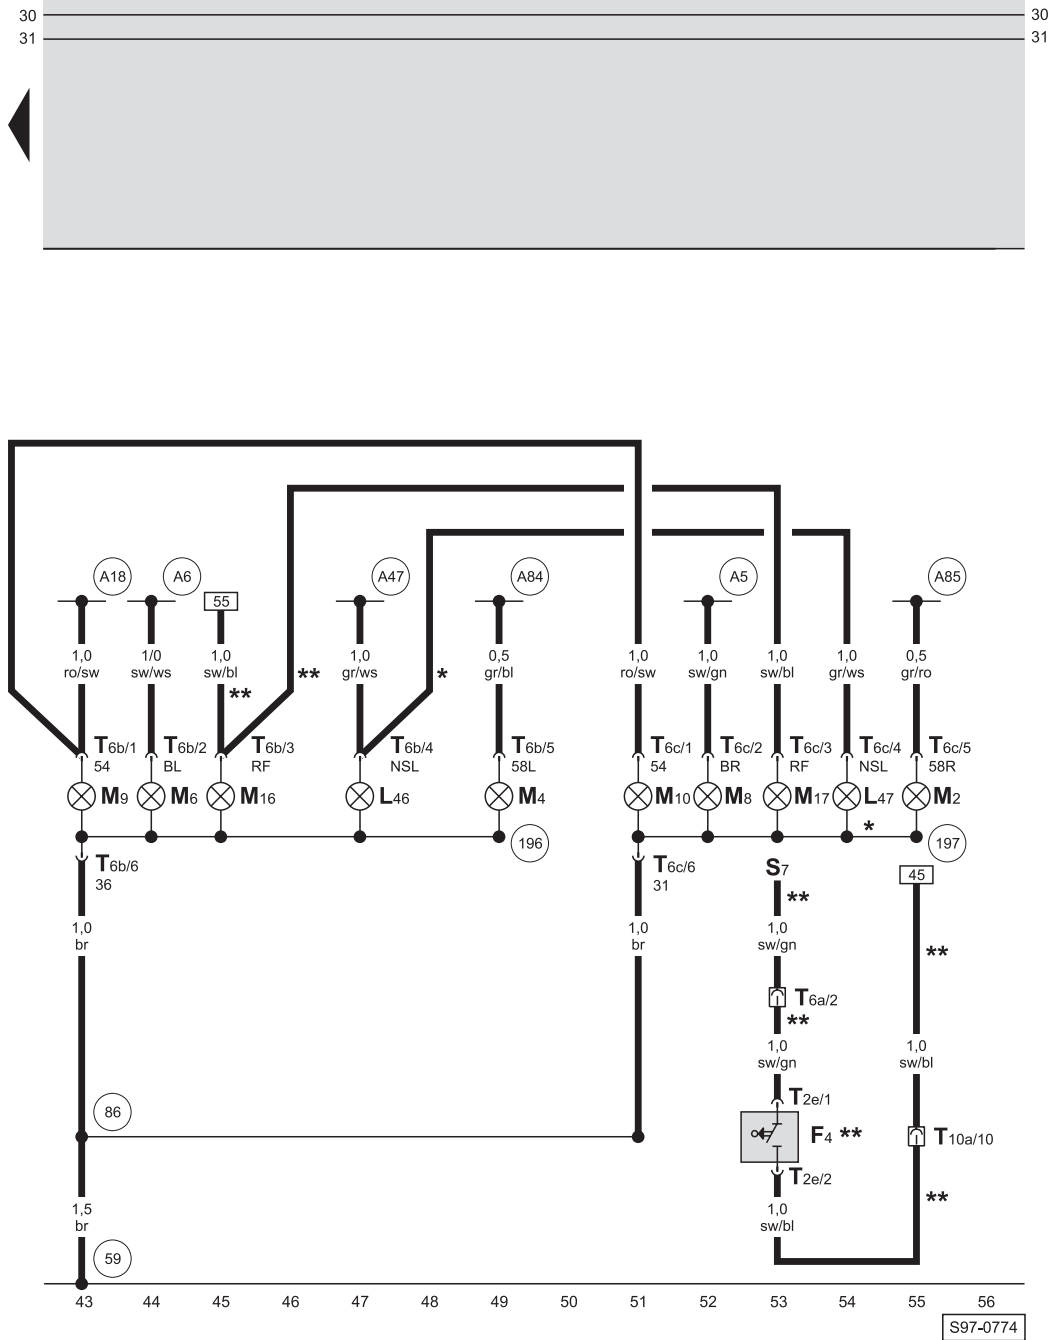 30 30
31 31
A18 A6 A47 A84 A5 A85
55
1,0 1/0 1,0 1,0 0,5 1,0 1,0 1,0 1,0 0,5
ro/sw sw/ws sw/bl ** gr/ws * gr/bl ro/sw sw/gn sw/bl gr/ws gr/ro
**
T6b/1 T6b/2 T6b/3 T6b/4 T6b/5 T6c/1 T6c/2 T6c/3 T6c/4 T6c/5
54 BL RF NSL 58L 54 BR RF NSL 58R
M9 M6 M16 L46 M4 M10 M8 M17 L47 M2
*
196 197
T6b/6 T6c/6 S7 45
36 31
**
1,0 1,0 1,0
br br sw/gn **
T6a/2
**
1,0 1,0
sw/gn sw/bl
T2e/1
86
F4 ** T10a/10
T2e/2
**
1,5 1,0
br sw/bl
59
43 44 45 46 47 48 49 50 51 52 53 54 55 56
S97-0774